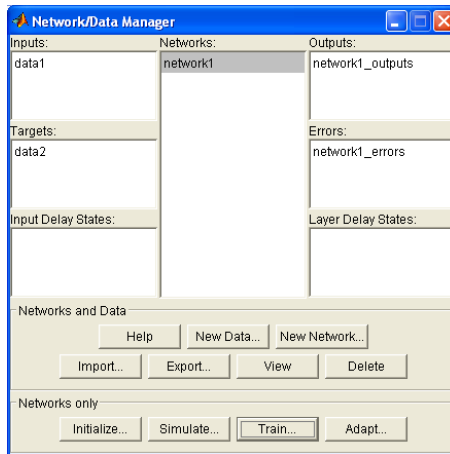 Network/Data Manager
Inputs: Networks: Outputs:
data1 network1 network1_outputs
Targets: Errors:
data2 network1_errors
Input Delay States: Layer Delay States:
Networks and Data
Help New Data... New Network...
Import... Export... View Delete
Networks only
Initialize... Simulate... Train... Adapt...